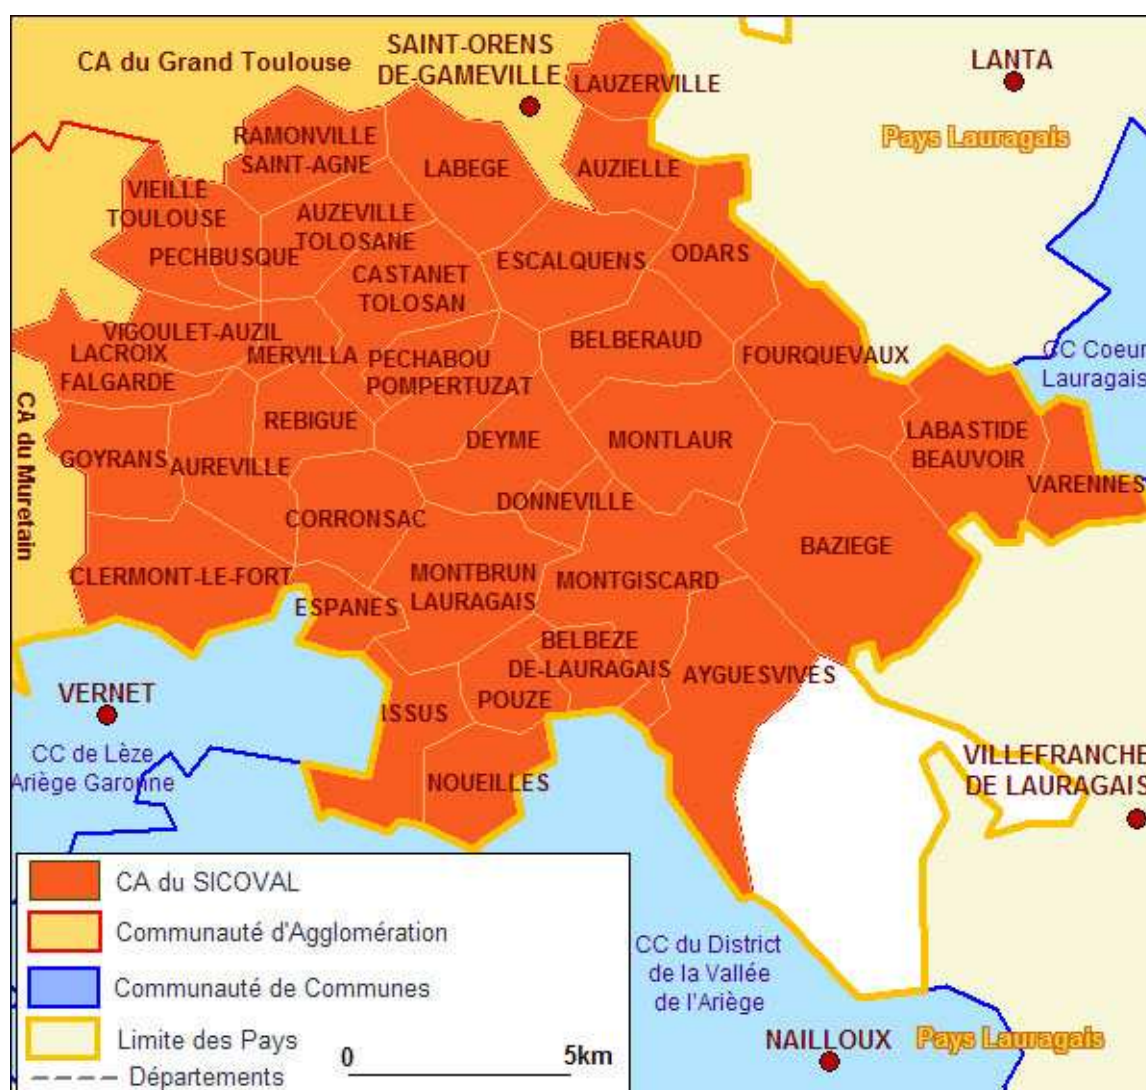 CA du Grand Toulouse
SAINT-ORENS
DE-GAMEVILLE
LAUZERVILLE
LANTA
Pays Lauragais
RAMONVILLE
SAINT-AGNE
LABEGE
AUZIELLE
VIEILLE
TOULOUSE
AUZEVILLE
TOLOSANE
PECHBUSQUE
CASTANET
TOLOSAN
ESCALQUENS
ODARS
VIGOULET-AUZIL
LACROIX
FALGARDE
MERVILLA
PECHABOU
POMPERTUZAT
BELBERAUD
FOURQUEVAUX
CC Coeur
Lauragais
CA du Muretain
REBIGUE
GOYRANS
AUREVILLE
DEYME
MONTLAUR
LABASTIDE
BEAUVOIR
VARENNES
CORRONSAC
DONNEVILLE
BAZIEGE
CLERMONT-LE-FORT
ESPANES
MONTBRUN
LAURAGAIS
MONTGISCARD
BELBEZE
DE-LAURAGAIS
AYGUESVIVES
VERNET
ISSUS
POUZE
CC de Lèze
Ariège Garonne
NOUEILLES
VILLEFRANCHE
DE LAURAGAIS
CA du SICOVAL
Communauté d'Agglomération
Communauté de Communes
Limite des Pays
Départements
0 5km
CC du District
de la Vallée
de l'Ariège
NAILLOUX
Pays Lauragais